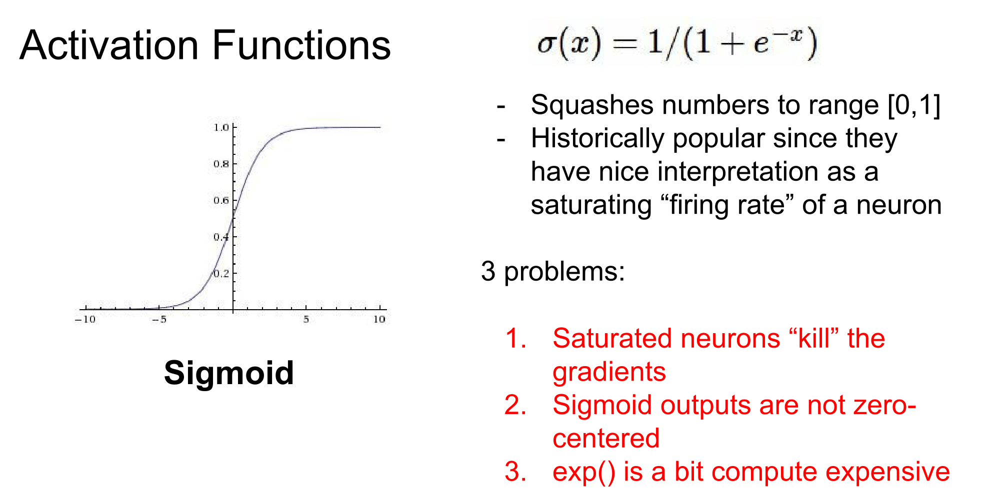 Activation Functions
σ(x) = 1/(1 + e⁻ˣ)
- Squashes numbers to range [0,1]
- Historically popular since they
have nice interpretation as a
saturating “firing rate” of a neuron
3 problems:
1. Saturated neurons “kill” the
gradients
2. Sigmoid outputs are not zero-
centered
3. exp() is a bit compute expensive
1.0
0.8
0.6
0.4
0.2
−10 −5 5 10
Sigmoid